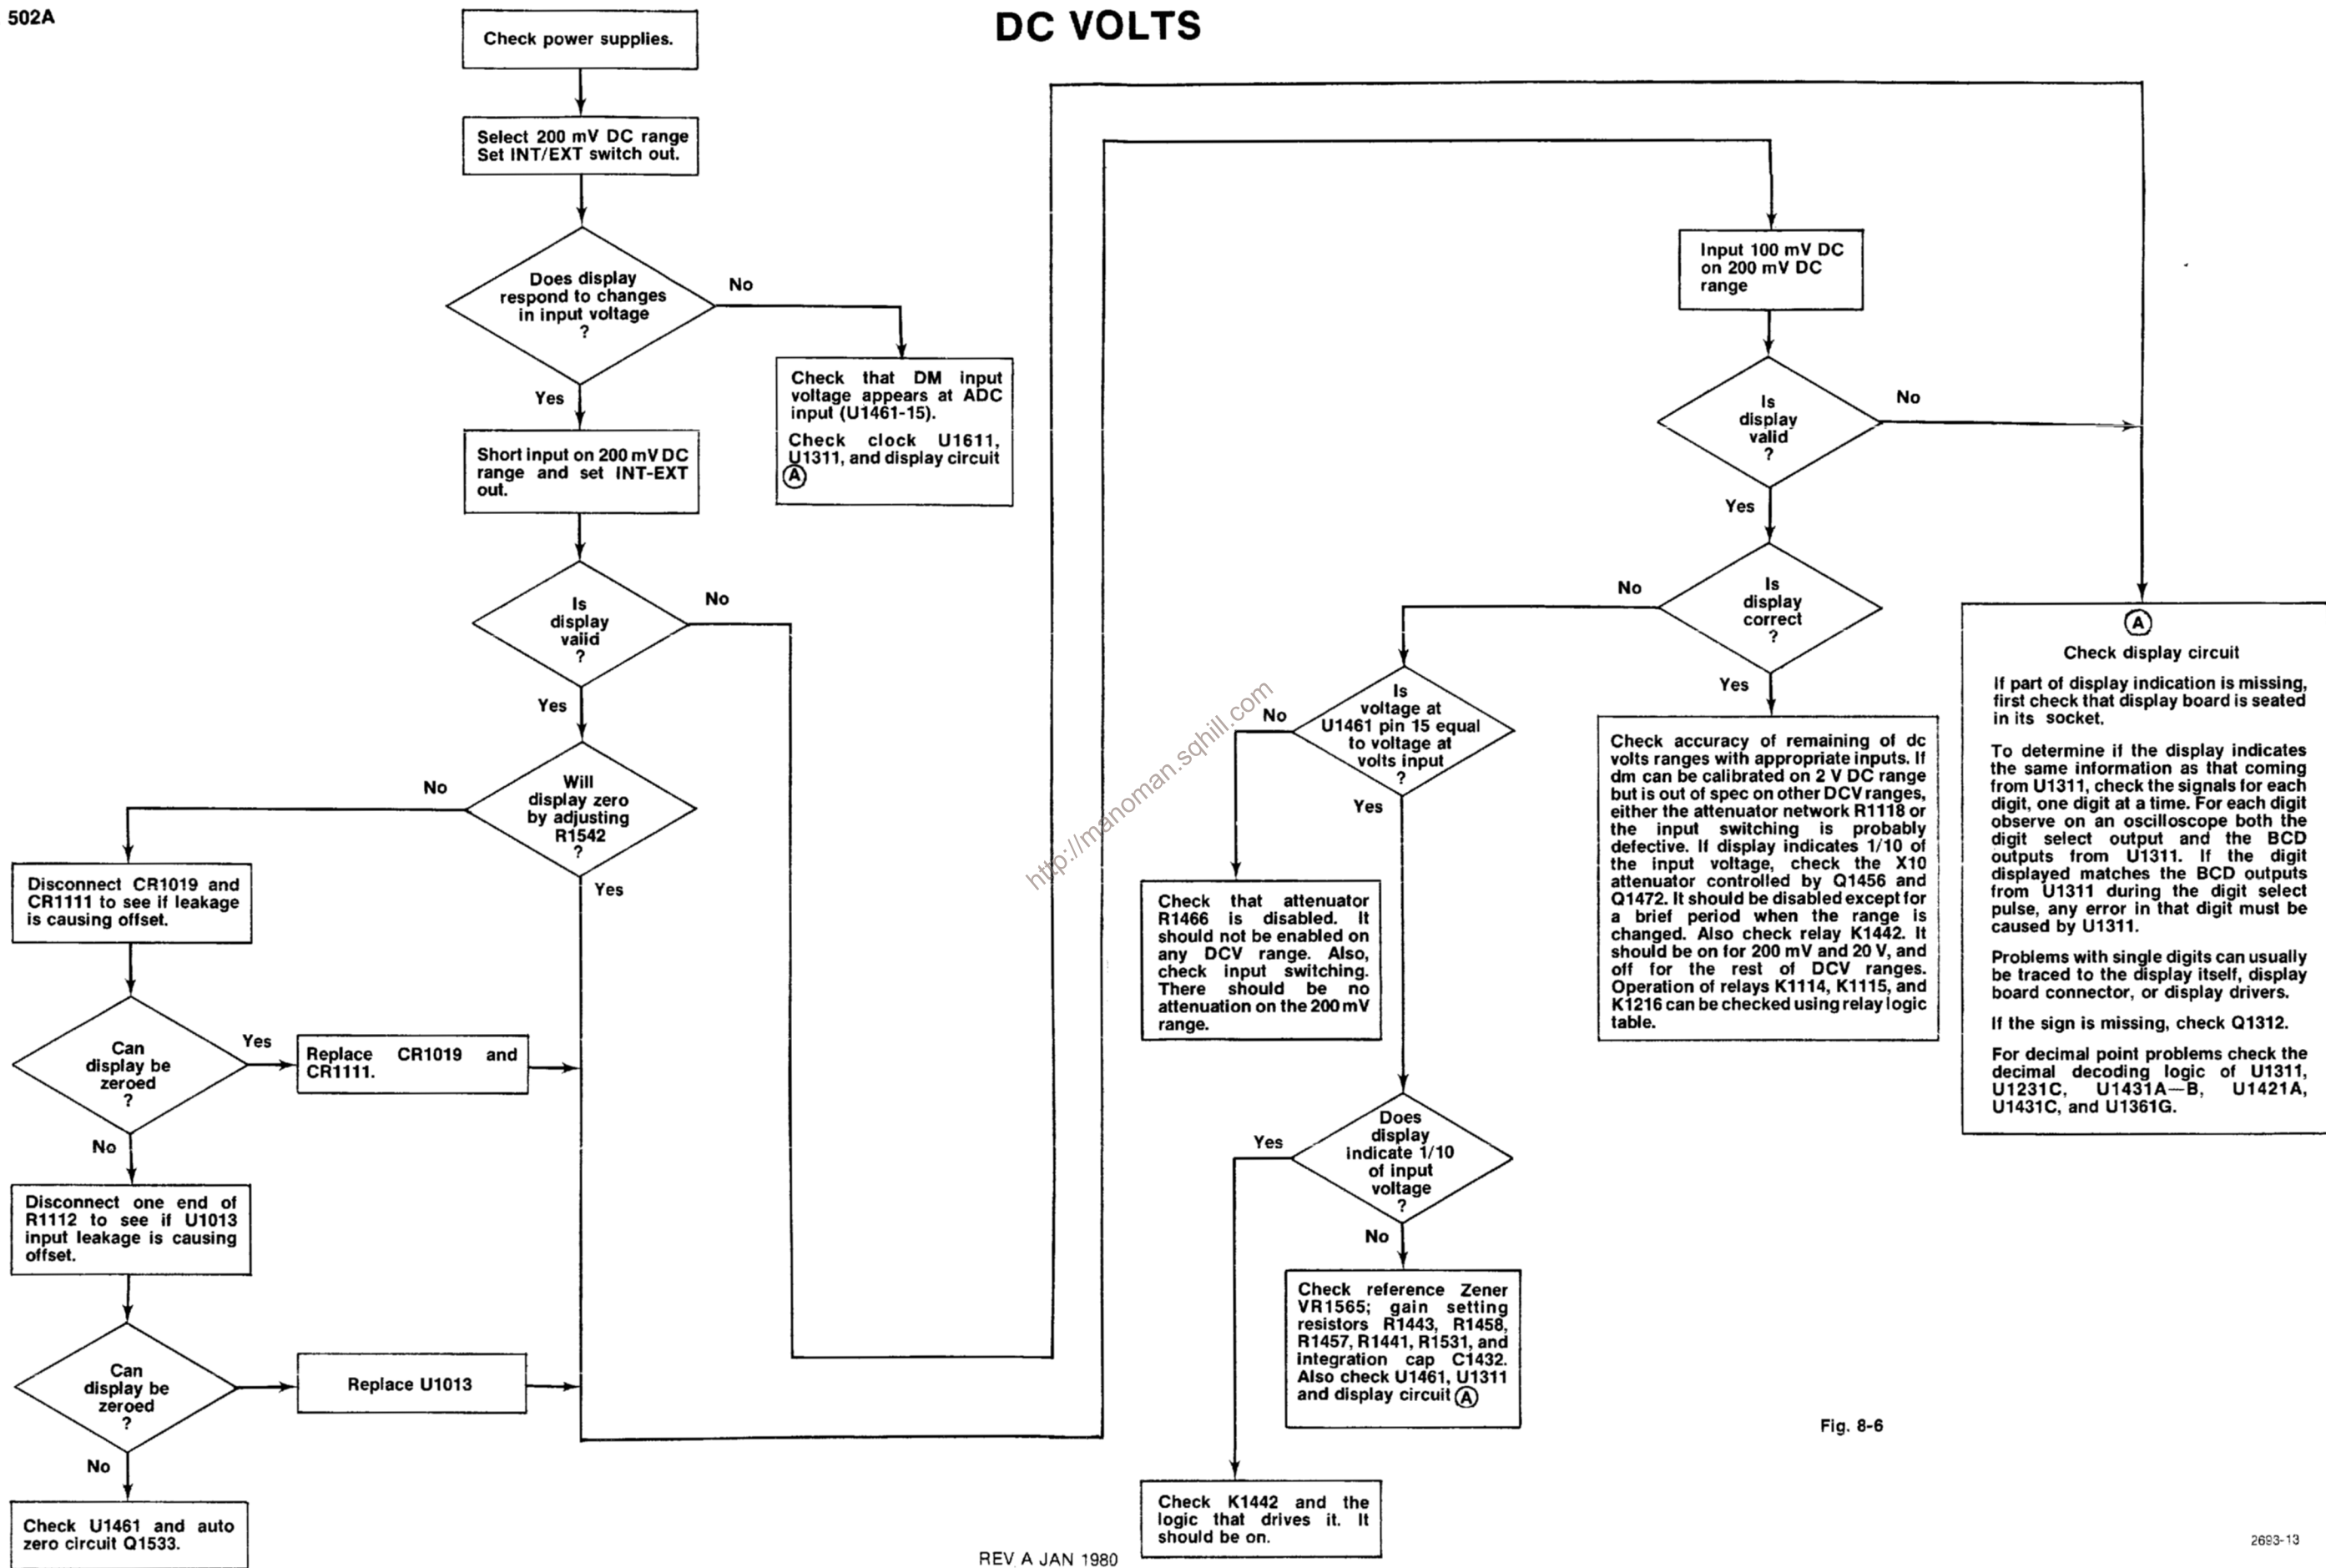 502A
DC VOLTS
Check power supplies.
Select 200 mV DC range
Set INT/EXT switch out.
Does display
respond to changes
in input voltage
?
No
Yes
Check that DM input
voltage appears at ADC
input (U1461-15).
Check clock U1611,
U1311, and display circuit
A
Short input on 200 mV DC
range and set INT-EXT
out.
Is
display
valid
?
No
Yes
Will
display zero
by adjusting
R1542
?
No
Yes
Disconnect CR1019 and
CR1111 to see if leakage
is causing offset.
Can
display be
zeroed
?
Yes
Replace CR1019 and
CR1111.
No
Disconnect one end of
R1112 to see if U1013
input leakage is causing
offset.
Can
display be
zeroed
?
Replace U1013
No
Check U1461 and auto
zero circuit Q1533.
Input 100 mV DC
on 200 mV DC
range
Is
display
valid
?
No
Yes
Is
display
correct
?
No
Yes
Is
voltage at
U1461 pin 15 equal
to voltage at
volts input
?
No
Yes
Check that attenuator
R1466 is disabled. It
should not be enabled on
any DCV range. Also,
check input switching.
There should be no
attenuation on the 200 mV
range.
Does
display
indicate 1/10
of input
voltage
?
Yes
No
Check reference Zener
VR1565; gain setting
resistors R1443, R1458,
R1457, R1441, R1531, and
integration cap C1432.
Also check U1461, U1311
and display circuit A
Check K1442 and the
logic that drives it. It
should be on.
Check accuracy of remaining of dc
volts ranges with appropriate inputs. If
dm can be calibrated on 2 V DC range
but is out of spec on other DCV ranges,
either the attenuator network R1118 or
the input switching is probably
defective. If display indicates 1/10 of
the input voltage, check the X10
attenuator controlled by Q1456 and
Q1472. It should be disabled except for
a brief period when the range is
changed. Also check relay K1442. It
should be on for 200 mV and 20 V, and
off for the rest of DCV ranges.
Operation of relays K1114, K1115, and
K1216 can be checked using relay logic
table.
A
Check display circuit
If part of display indication is missing,
first check that display board is seated
in its socket.
To determine if the display indicates
the same information as that coming
from U1311, check the signals for each
digit, one digit at a time. For each digit
observe on an oscilloscope both the
digit select output and the BCD
outputs from U1311. If the digit
displayed matches the BCD outputs
from U1311 during the digit select
pulse, any error in that digit must be
caused by U1311.
Problems with single digits can usually
be traced to the display itself, display
board connector, or display drivers.
If the sign is missing, check Q1312.
For decimal point problems check the
decimal decoding logic of U1311,
U1231C, U1431A—B, U1421A,
U1431C, and U1361G.
http://manoman.sqhill.com
Fig. 8-6
REV A JAN 1980
2693-13